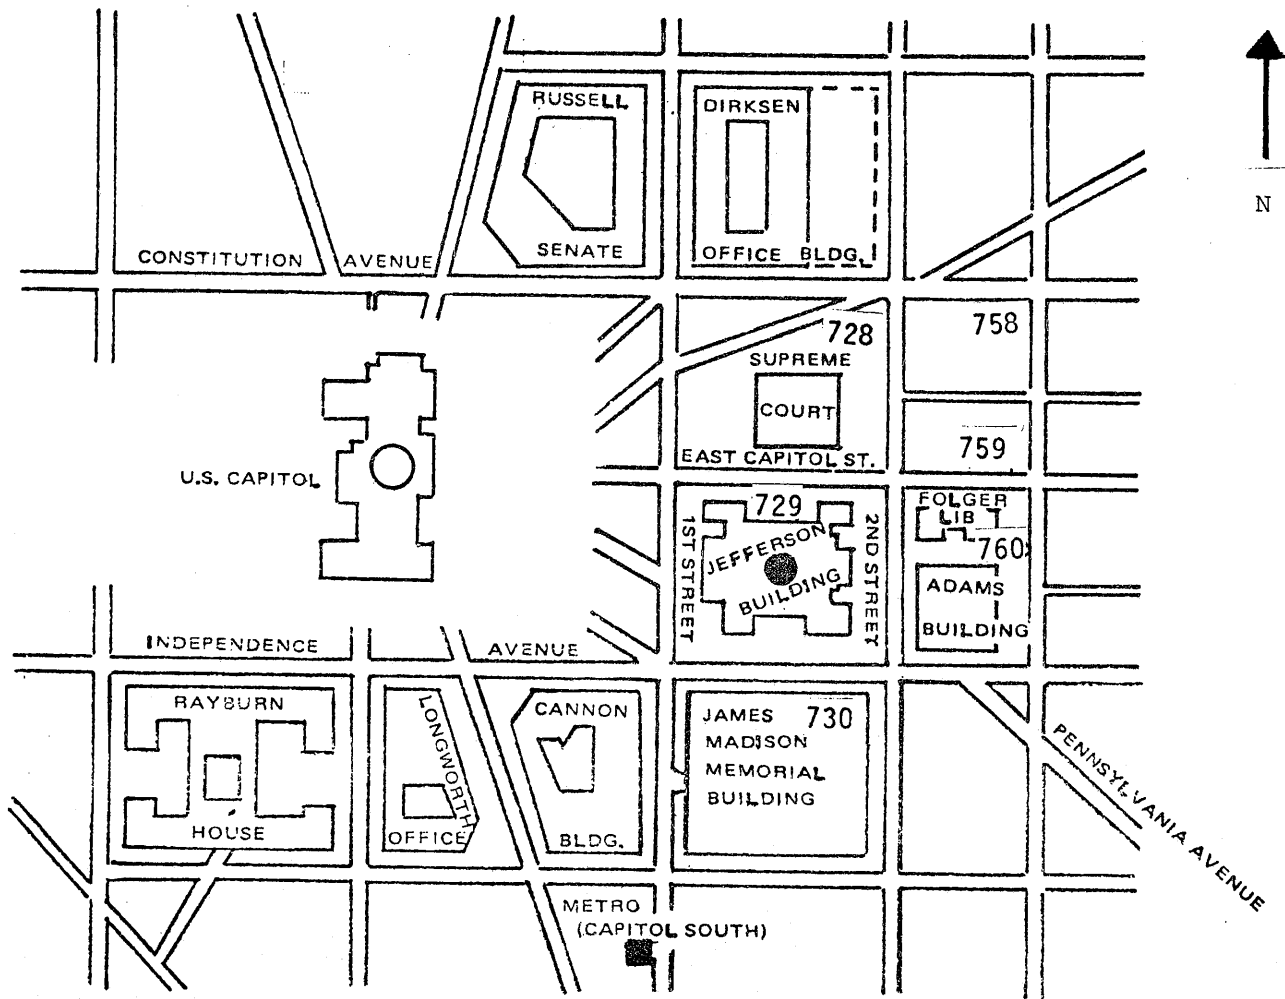 RUSSELL
SENATE
DIRKSEN
OFFICE BLDG.
N
CONSTITUTION AVENUE
728
758
SUPREME
COURT
759
EAST CAPITOL ST.
U.S. CAPITOL
1ST STREET
729
JEFFERSON
BUILDING
2ND STREET
FOLGER
LIB
760
ADAMS
BUILDING
INDEPENDENCE AVENUE
RAYBURN
HOUSE
LONGWORTH
OFFICE
CANNON
BLDG.
JAMES 730
MADISON
MEMORIAL
BUILDING
PENNSYLVANIA AVENUE
METRO
(CAPITOL SOUTH)